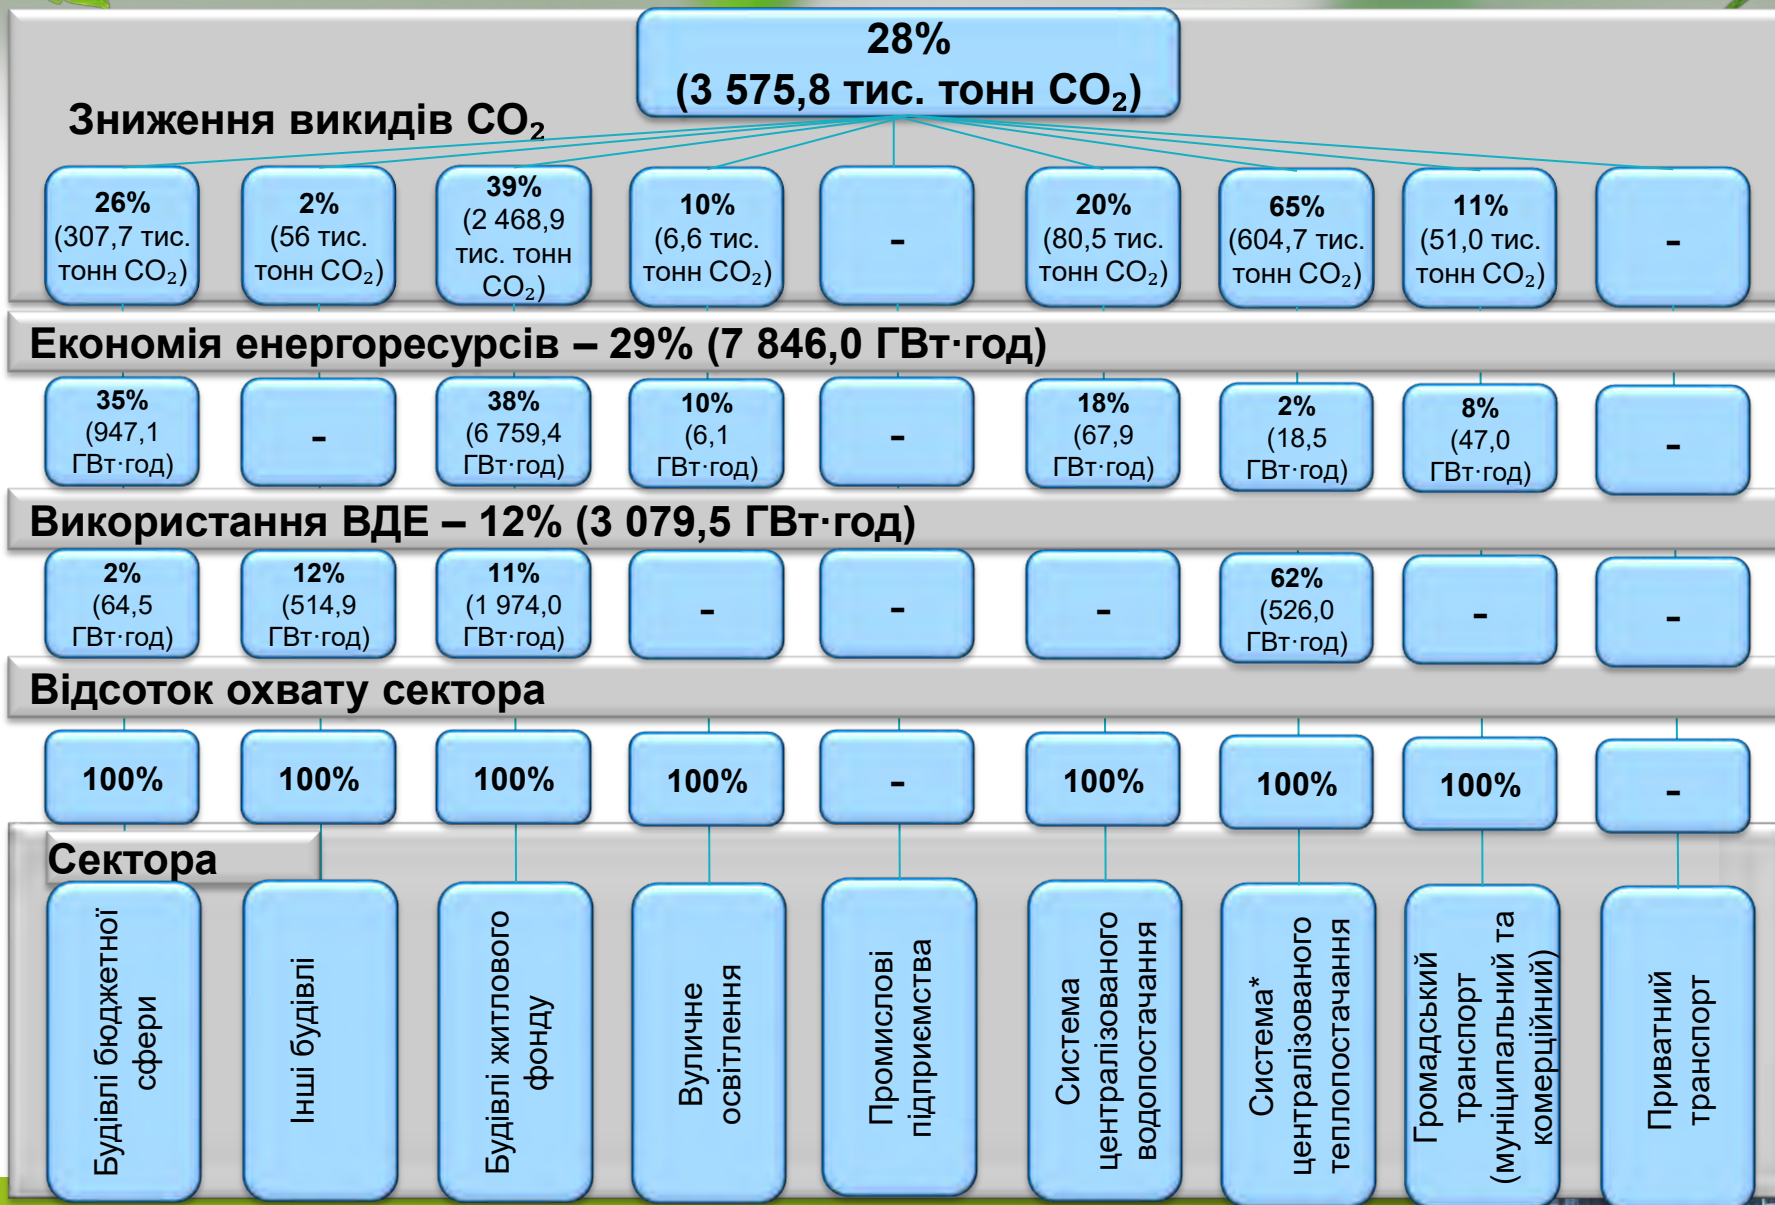 28%
(3 575,8 тис. тонн CO₂)
Зниження викидів CO₂
26%
(307,7 тис.
тонн CO₂)
2%
(56 тис.
тонн CO₂)
39%
(2 468,9
тис. тонн
CO₂)
10%
(6,6 тис.
тонн CO₂)
-
20%
(80,5 тис.
тонн CO₂)
65%
(604,7 тис.
тонн CO₂)
11%
(51,0 тис.
тонн CO₂)
-
Економія енергоресурсів – 29% (7 846,0 ГВт·год)
35%
(947,1
ГВт·год)
-
38%
(6 759,4
ГВт·год)
10%
(6,1
ГВт·год)
-
18%
(67,9
ГВт·год)
2%
(18,5
ГВт·год)
8%
(47,0
ГВт·год)
-
Використання ВДЕ – 12% (3 079,5 ГВт·год)
2%
(64,5
ГВт·год)
12%
(514,9
ГВт·год)
11%
(1 974,0
ГВт·год)
-
-
-
62%
(526,0
ГВт·год)
-
-
Відсоток охвату сектора
100%
100%
100%
100%
-
100%
100%
100%
-
Сектора
Будівлі бюджетної
сфери
Інші будівлі
Будівлі житлового
фонду
Вуличне
освітлення
Промислові
підприємства
Система
централізованого
водопостачання
Система*
централізованого
теплопостачання
Громадський
транспорт
(муніципальний та
комерційний)
Приватний
транспорт